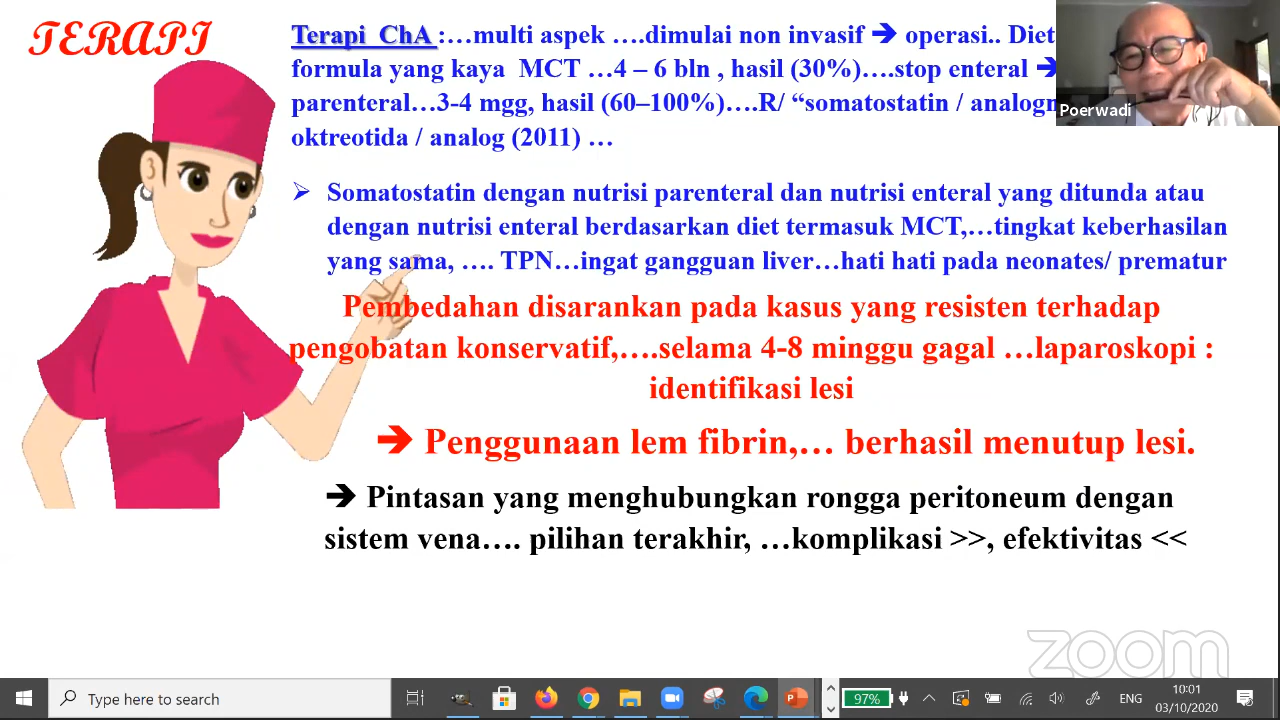 TERAPI
Terapi ChA :…multi aspek ….dimulai non invasif ➔ operasi.. Diet
formula yang kaya MCT …4 – 6 bln , hasil (30%)….stop enteral ➔
parenteral…3-4 mgg, hasil (60–100%)….R/ “somatostatin /
oktreotida / analog (2011) …
Poerwadi
➢ Somatostatin dengan nutrisi parenteral dan nutrisi enteral yang ditunda atau
dengan nutrisi enteral berdasarkan diet termasuk MCT,…tingkat keberhasilan
yang sama, …. TPN…ingat gangguan liver…hati hati pada neonates/ prematur
Pembedahan disarankan pada kasus yang resisten terhadap
pengobatan konservatif,….selama 4-8 minggu gagal …laparoskopi :
identifikasi lesi
➔ Penggunaan lem fibrin,… berhasil menutup lesi.
➔ Pintasan yang menghubungkan rongga peritoneum dengan
sistem vena…. pilihan terakhir, …komplikasi >>, efektivitas <<
zoom
Type here to search
97%
ENG
10:01
03/10/2020